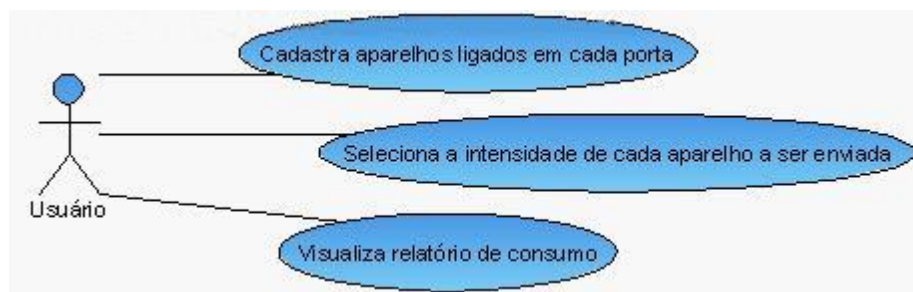 Cadastra aparelhos ligados em cada porta
Seleciona a intensidade de cada aparelho a ser enviada
Usuário
Visualiza relatório de consumo